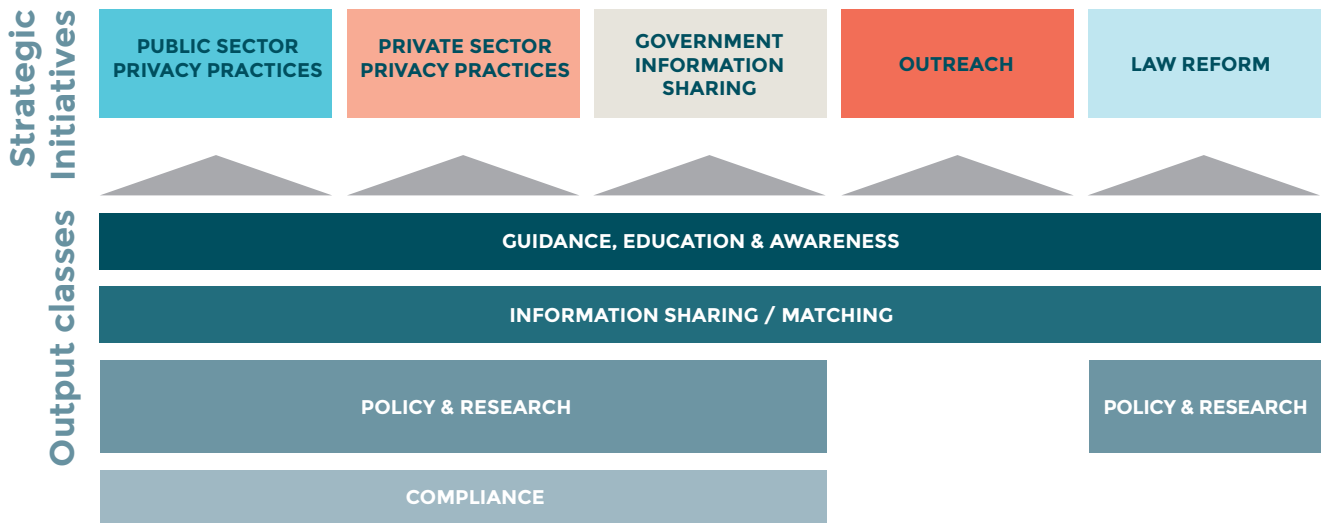 Strategic
Initiatives
PUBLIC SECTOR
PRIVACY PRACTICES
PRIVATE SECTOR
PRIVACY PRACTICES
GOVERNMENT
INFORMATION
SHARING
OUTREACH
LAW REFORM
Output classes
GUIDANCE, EDUCATION & AWARENESS
INFORMATION SHARING / MATCHING
POLICY & RESEARCH
POLICY & RESEARCH
COMPLIANCE